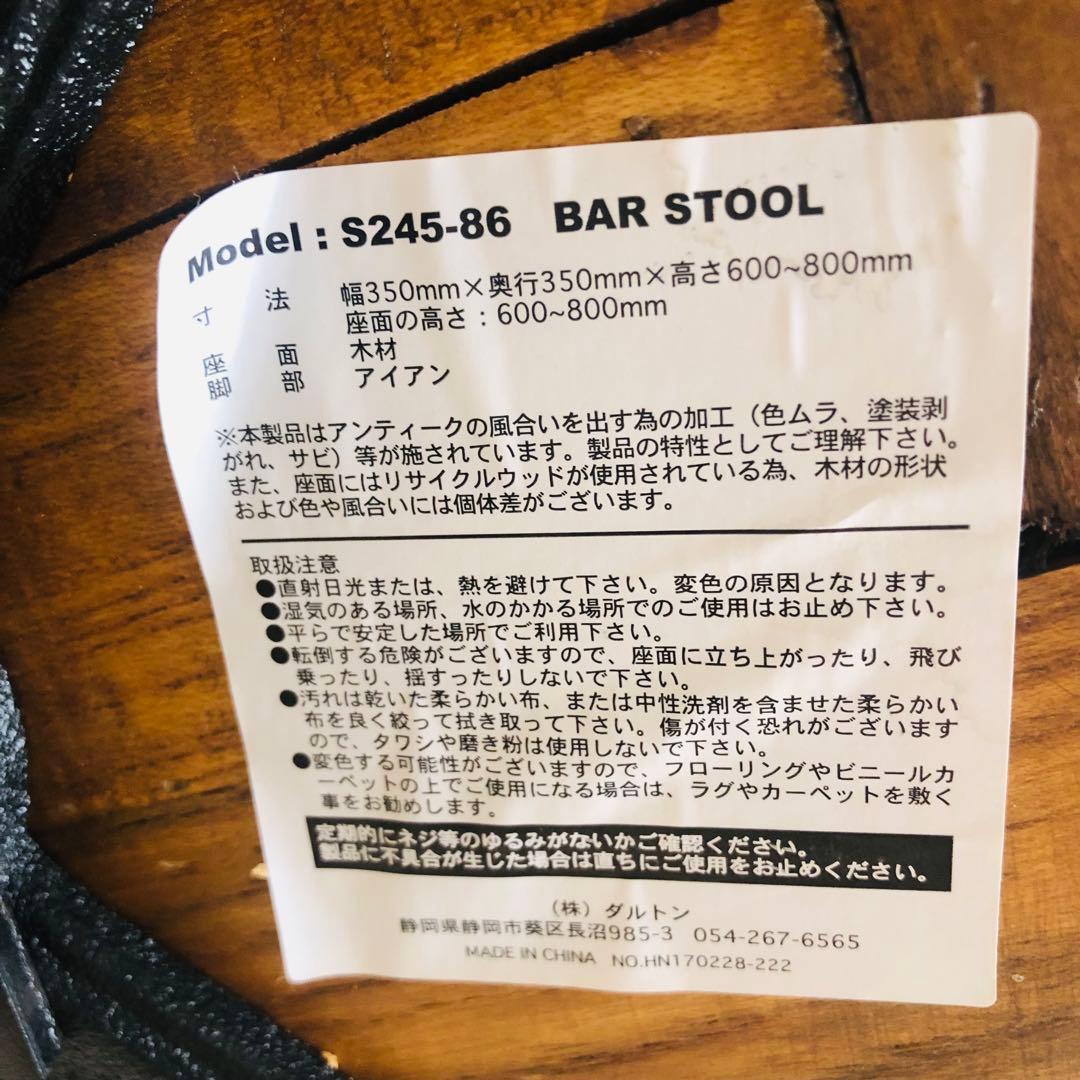 Model : S245-86 BAR STOOL
寸 法 幅350mm×奥行350mm×高さ600~800mm
座面の高さ：600~800mm
座 面 木材
脚 部 アイアン
※本製品はアンティークの風合いを出す為の加工（色ムラ、塗装剥
がれ、サビ）等が施されています。製品の特性としてご理解下さい。
また、座面にはリサイクルウッドが使用されている為、木材の形状
および色や風合いには個体差がございます。
取扱注意
●直射日光または、熱を避けて下さい。変色の原因となります。
●湿気のある場所、水のかかる場所でのご使用はお止め下さい。
●平らで安定した場所でご利用下さい。
●転倒する危険がございますので、座面に立ち上がったり、飛び
乗ったり、揺すったりしないで下さい。
●汚れは乾いた柔らかい布、または中性洗剤を含ませた柔らかい
布を良く絞って拭き取って下さい。傷が付く恐れがございます
ので、タワシや磨き粉は使用しないで下さい。
●変色する可能性がございますので、フローリングやビニールカ
ーペットの上でご使用になる場合は、ラグやカーペットを敷く
事をお勧めします。
定期的にネジ等のゆるみがないかご確認ください。
製品に不具合が生じた場合は直ちにご使用をお止めください。
（株）ダルトン
静岡県静岡市葵区長沼985-3 054-267-6565
MADE IN CHINA NO.HN170228-222